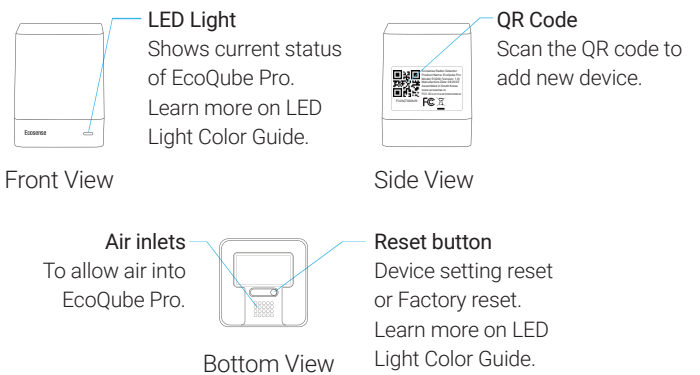 LED Light
Shows current status
of EcoQube Pro.
Learn more on LED
Light Color Guide.
Ecosense
Front View
QR Code
Scan the QR code to
add new device.
FC
Side View
Air inlets
To allow air into
EcoQube Pro.
Bottom View
Reset button
Device setting reset
or Factory reset.
Learn more on LED
Light Color Guide.